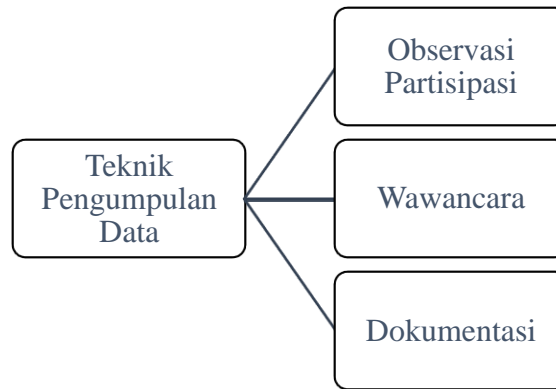 Teknik
Pengumpulan
Data
Observasi
Partisipasi
Wawancara
Dokumentasi